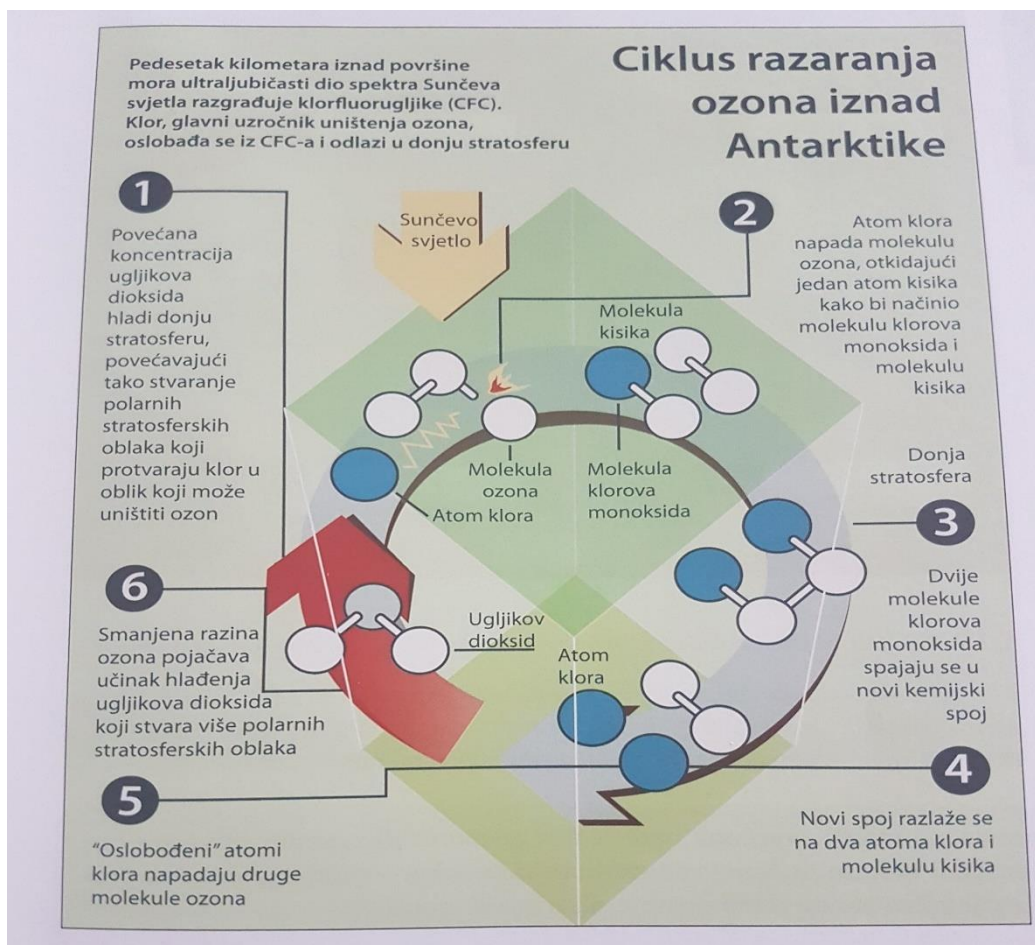 Pedesetak kilometara iznad površine
mora ultraljubičasti dio spektra Sunčeva
svjetla razgrađuje klorfluorugljike (CFC).
Klor, glavni uzročnik uništenja ozona,
oslobađa se iz CFC-a i odlazi u donju stratosferu
Ciklus razaranja
ozona iznad
Antarktike
1
Povećana
koncentracija
ugljikova
dioksida
hladi donju
stratosferu,
povećavajući
tako stvaranje
polarnih
stratosferskih
oblaka koji
protvaraju klor u
oblik koji može
uništiti ozon
Sunčevo
svjetlo
2
Atom klora
napada molekulu
ozona, otkidajući
jedan atom kisika
kako bi načinio
molekulu klorova
monoksida i
molekulu
kisika
Molekula
kisika
Molekula
ozona
Molekula
klorova
monoksida
Atom klora
Donja
stratosfera
3
Dvije
molekule
klorova
monoksida
spajaju se u
novi kemijski
spoj
6
Smanjena razina
ozona pojačava
učinak hlađenja
ugljikova dioksida
koji stvara više polarnih
stratosferskih oblaka
Ugljikov
dioksid
Atom
klora
4
Novi spoj razlaže se
na dva atoma klora i
molekulu kisika
5
"Oslobođeni" atomi
klora napadaju druge
molekule ozona